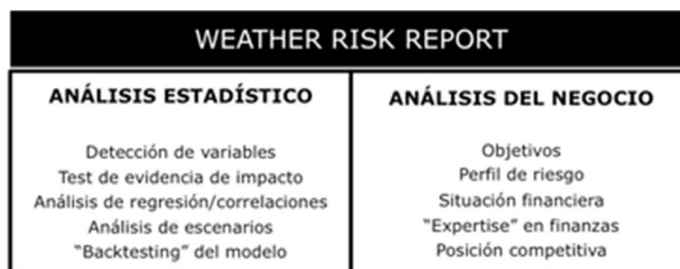 WEATHER RISK REPORT
ANÁLISIS ESTADÍSTICO
Detección de variables
Test de evidencia de impacto
Análisis de regresión/correlaciones
Análisis de escenarios
“Backtesting” del modelo
ANÁLISIS DEL NEGOCIO
Objetivos
Perfil de riesgo
Situación financiera
“Expertise” en finanzas
Posición competitiva